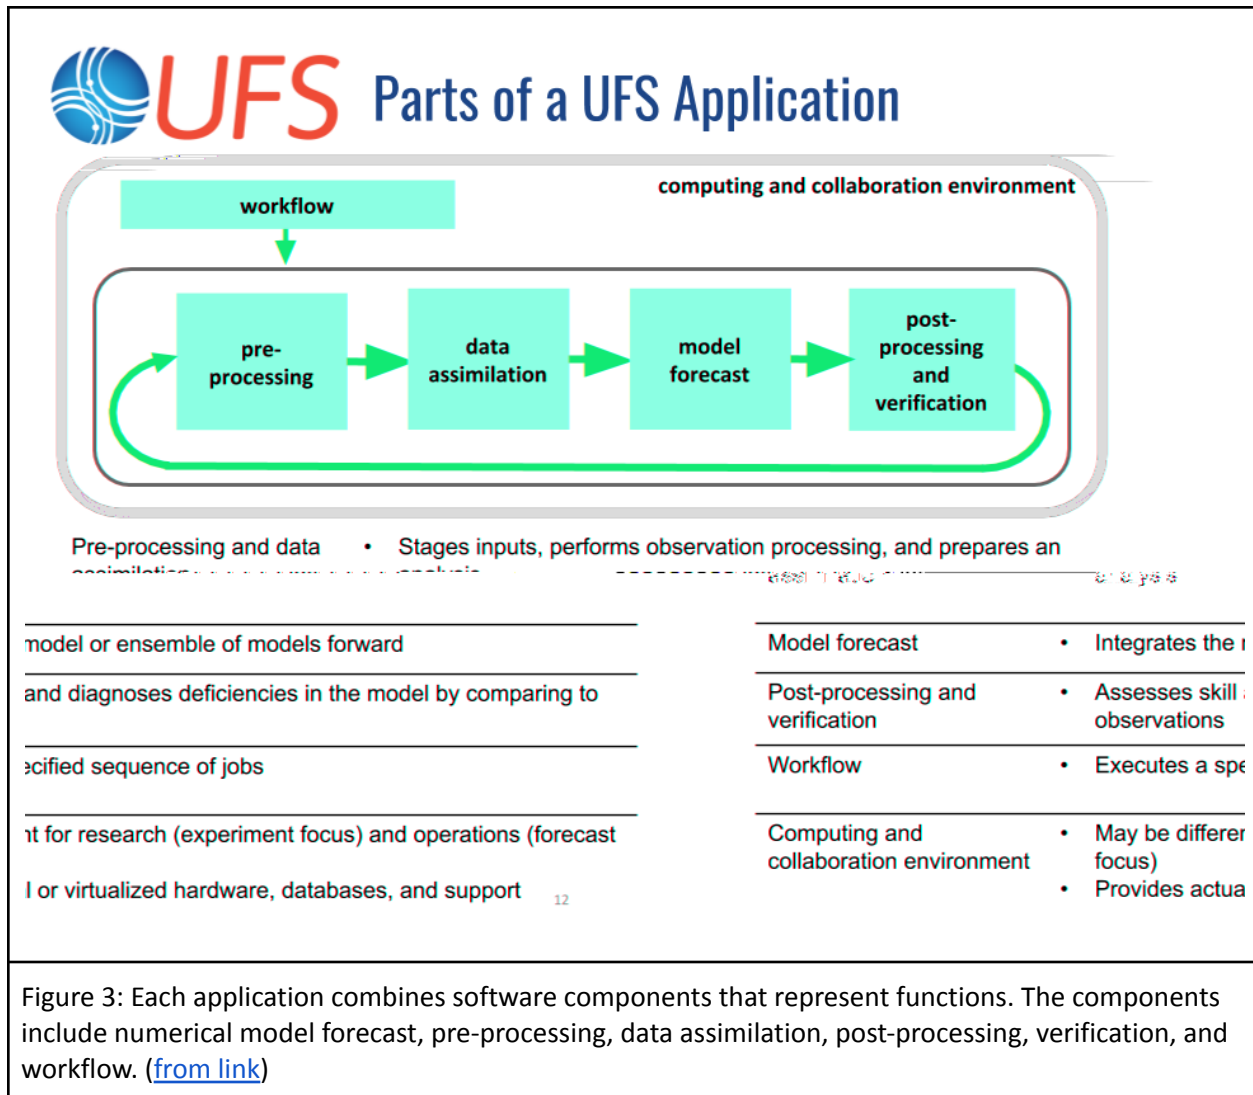 UFS Parts of a UFS Application
computing and collaboration environment
workflow
pre-
processing
data
assimilation
model
forecast
post-
processing
and
verification
Pre-processing and data • Stages inputs, performs observation processing, and prepares an
model or ensemble of models forward
and diagnoses deficiencies in the model by comparing to
ecified sequence of jobs
nt for research (experiment focus) and operations (forecast
l or virtualized hardware, databases, and support
12
Model forecast • Integrates the
Post-processing and • Assesses skill
verification observations
Workflow • Executes a spe
Computing and • May be differen
collaboration environment focus)
• Provides actua
Figure 3: Each application combines software components that represent functions. The components
include numerical model forecast, pre-processing, data assimilation, post-processing, verification, and
workflow. (from link)